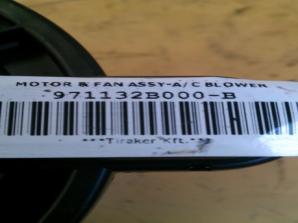 MOTOR & FAN ASSY-A/C BLOWER
971132B000-B
***Tiraker Kft.***